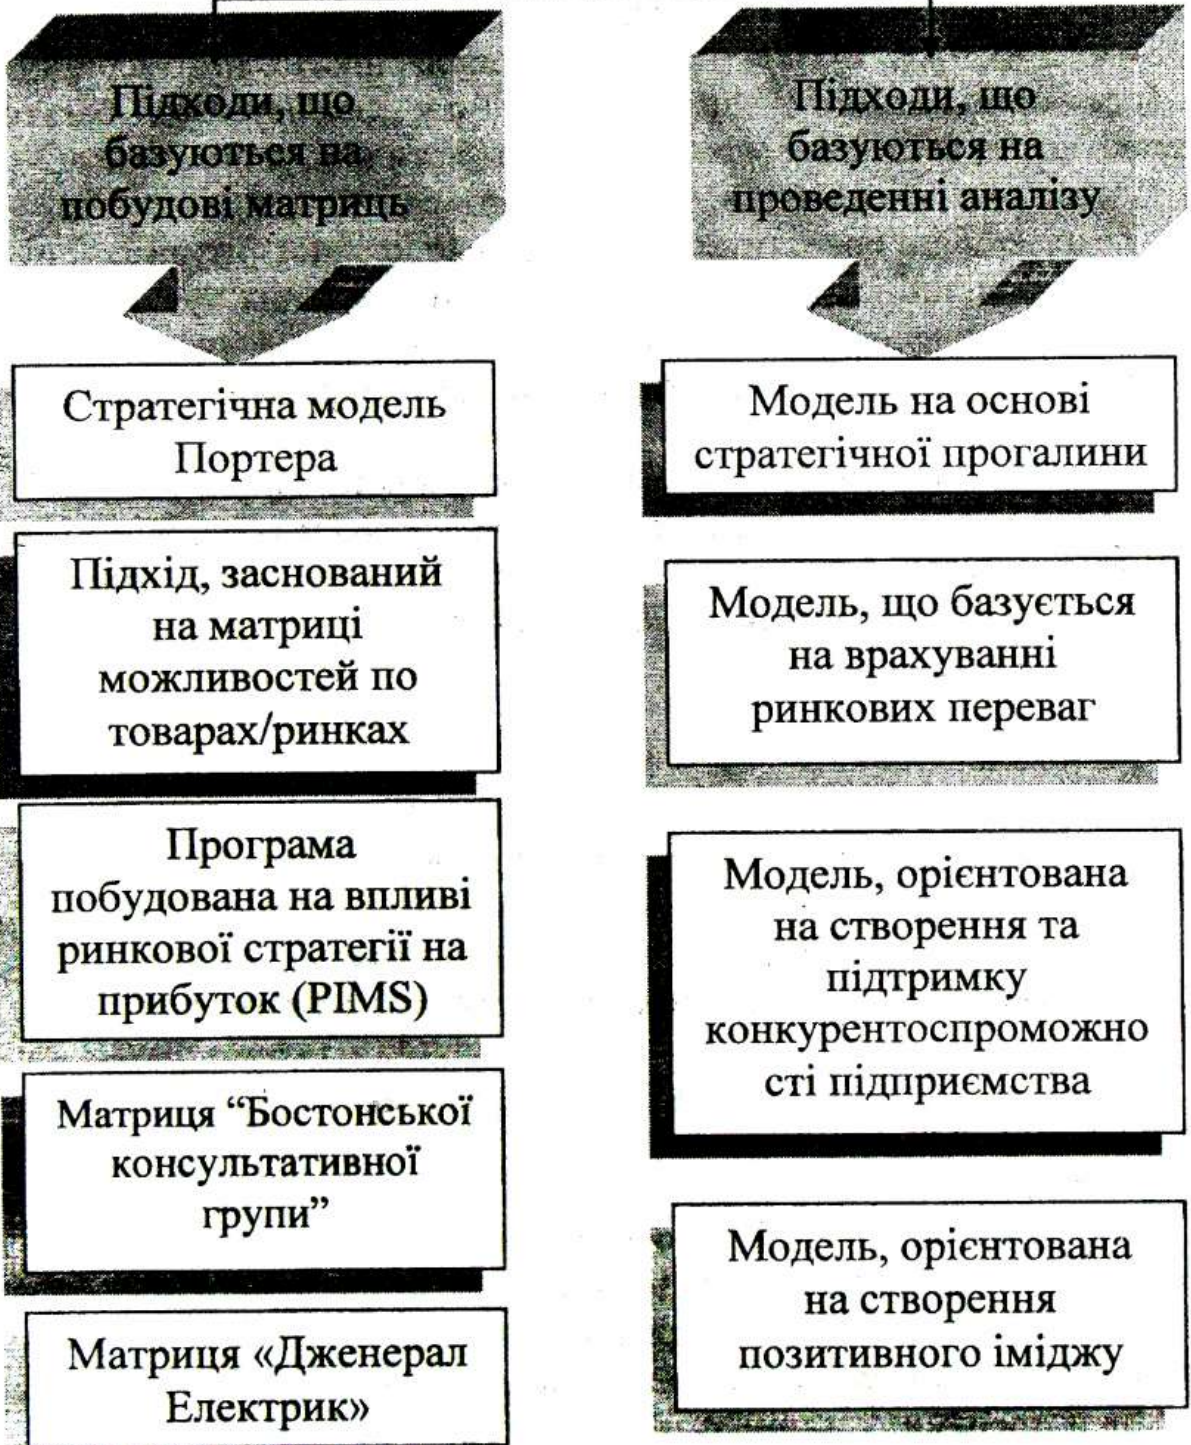 Підходи, що
базуються на
побудові матриць
Стратегічна модель
Портера
Підхід, заснований
на матриці
можливостей по
товарах/ринках
Програма
побудована на впливі
ринкової стратегії на
прибуток (PIMS)
Матриця “Бостонської
консультативної
групи”
Матриця «Дженерал
Електрик»
Підходи, що
базуються на
проведенні аналізу
Модель на основі
стратегічної прогалини
Модель, що базується
на врахуванні
ринкових переваг
Модель, орієнтована
на створення та
підтримку
конкурентоспроможно
сті підприємства
Модель, орієнтована
на створення
позитивного іміджу